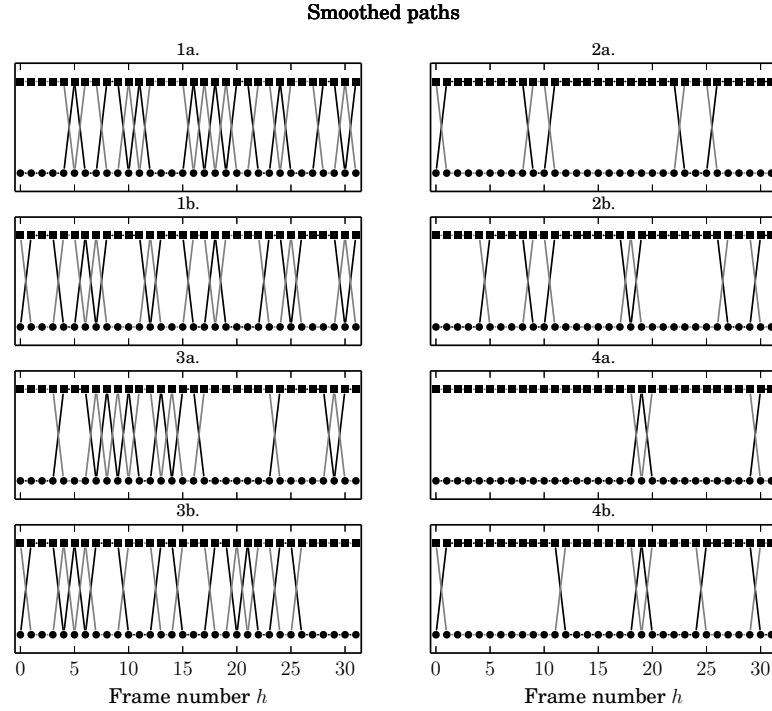 Smoothed paths
1a.
2a.
1b.
2b.
3a.
4a.
3b.
4b.
0 5 10 15 20 25 30
0 5 10 15 20 25 30
Frame number h
Frame number h